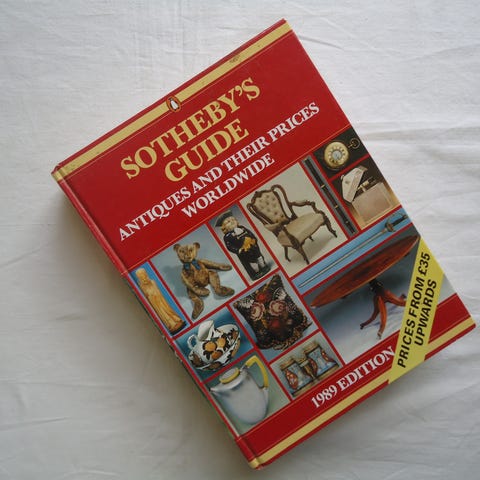 SOTHEBY'S
GUIDE
ANTIQUES AND THEIR PRICES
WORLDWIDE
PRICES FROM £35
UPWARDS
1989 EDITION